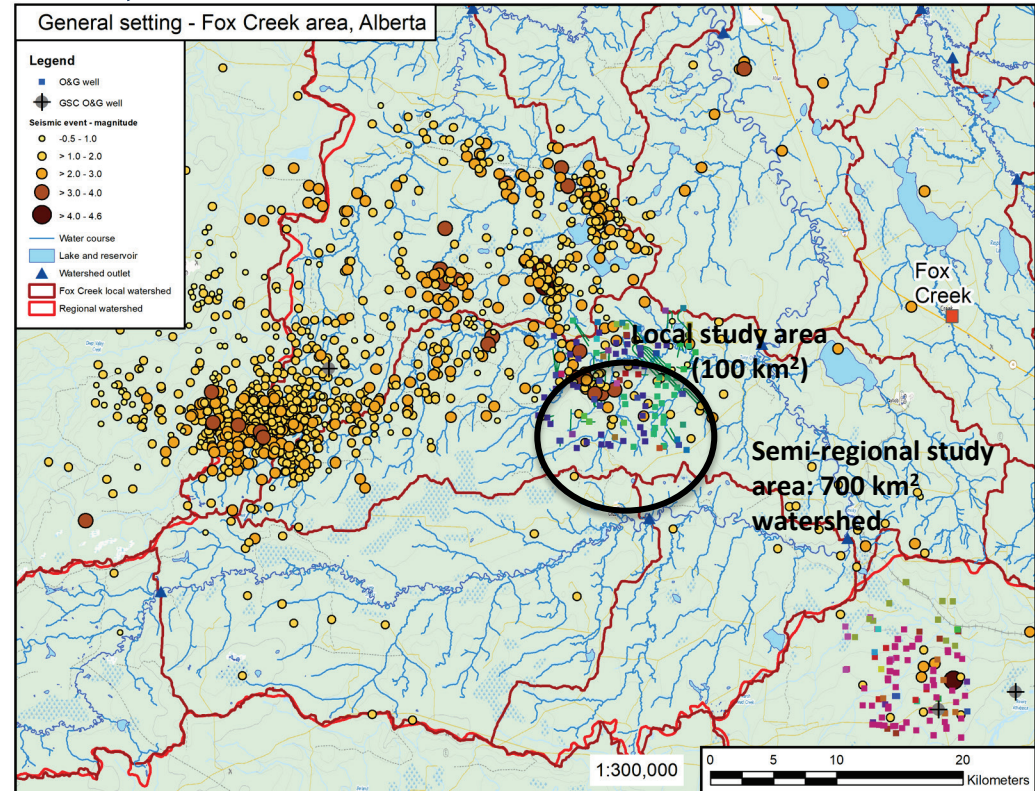 General setting - Fox Creek area, Alberta
Legend
O&G well
GSC O&G well
Seismic event - magnitude
-0.5 - 1.0
> 1.0 - 2.0
> 2.0 - 3.0
> 3.0 - 4.0
> 4.0 - 4.6
Water course
Lake and reservoir
Watershed outlet
Fox Creek local watershed
Regional watershed
Fox
Creek
Local study area
(100 km²)
Semi-regional study
area: 700 km²
watershed
1:300,000
0 5 10 20
Kilometers